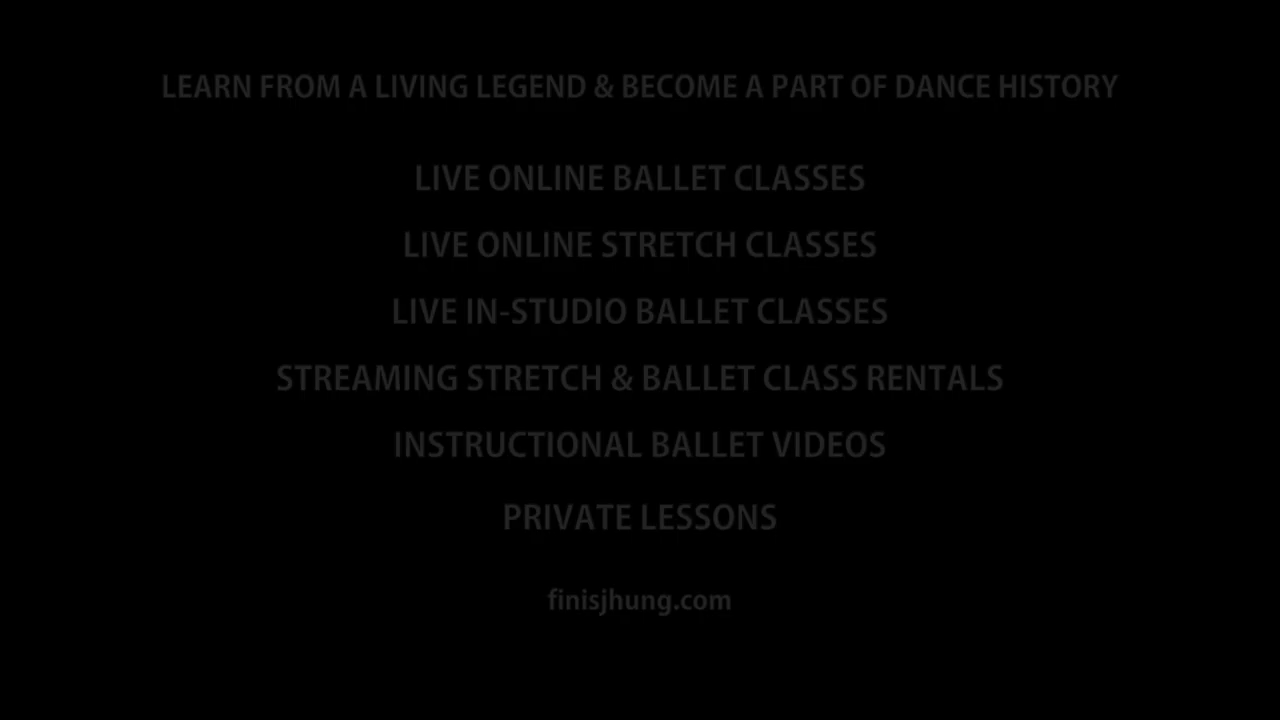 LEARN FROM A LIVING LEGEND & BECOME A PART OF DANCE HISTORY
LIVE ONLINE BALLET CLASSES
LIVE ONLINE STRETCH CLASSES
LIVE IN-STUDIO BALLET CLASSES
STREAMING STRETCH & BALLET CLASS RENTALS
INSTRUCTIONAL BALLET VIDEOS
PRIVATE LESSONS
finisjhung.com